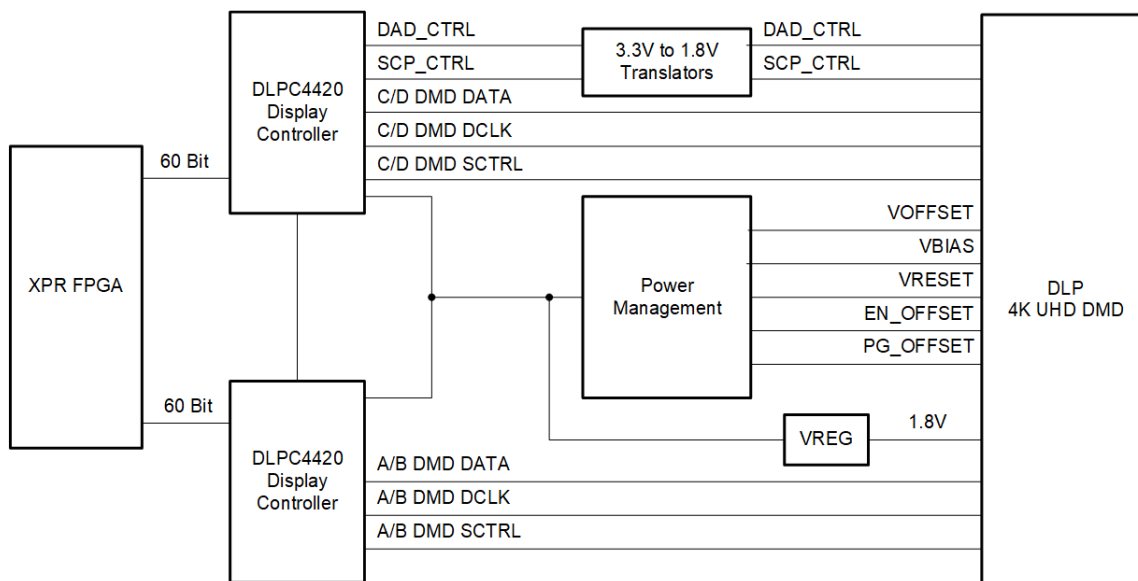 DAD_CTRL
SCP_CTRL
C/D DMD DATA
C/D DMD DCLK
C/D DMD SCTRL
DLPC4420
Display
Controller
3.3V to 1.8V
Translators
DAD_CTRL
SCP_CTRL
60 Bit
XPR FPGA
Power
Management
VOFFSET
VBIAS
VRESET
EN_OFFSET
PG_OFFSET
DLP
4K UHD DMD
60 Bit
DLPC4420
Display
Controller
VREG
1.8V
A/B DMD DATA
A/B DMD DCLK
A/B DMD SCTRL